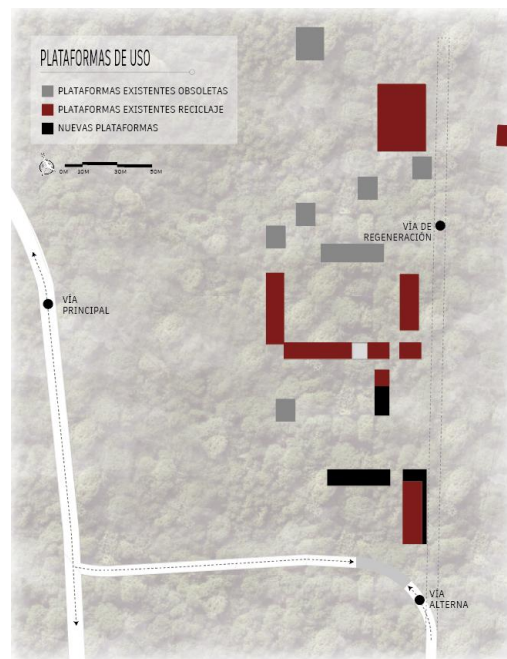 PLATAFORMAS DE USO
PLATAFORMAS EXISTENTES OBSOLETAS
PLATAFORMAS EXISTENTES RECICLAJE
NUEVAS PLATAFORMAS
N
0M 10M 30M 50M
VÍA DE
REGENERACIÓN
VÍA
PRINCIPAL
VÍA
ALTERNA